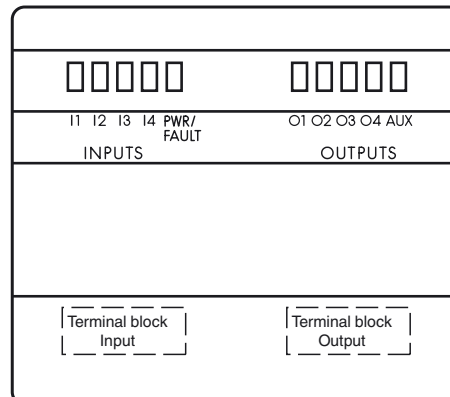 I1 I2 I3 I4 PWR/
FAULT
O1 O2 O3 O4 AUX
INPUTS
OUTPUTS
Terminal block
Input
Terminal block
Output